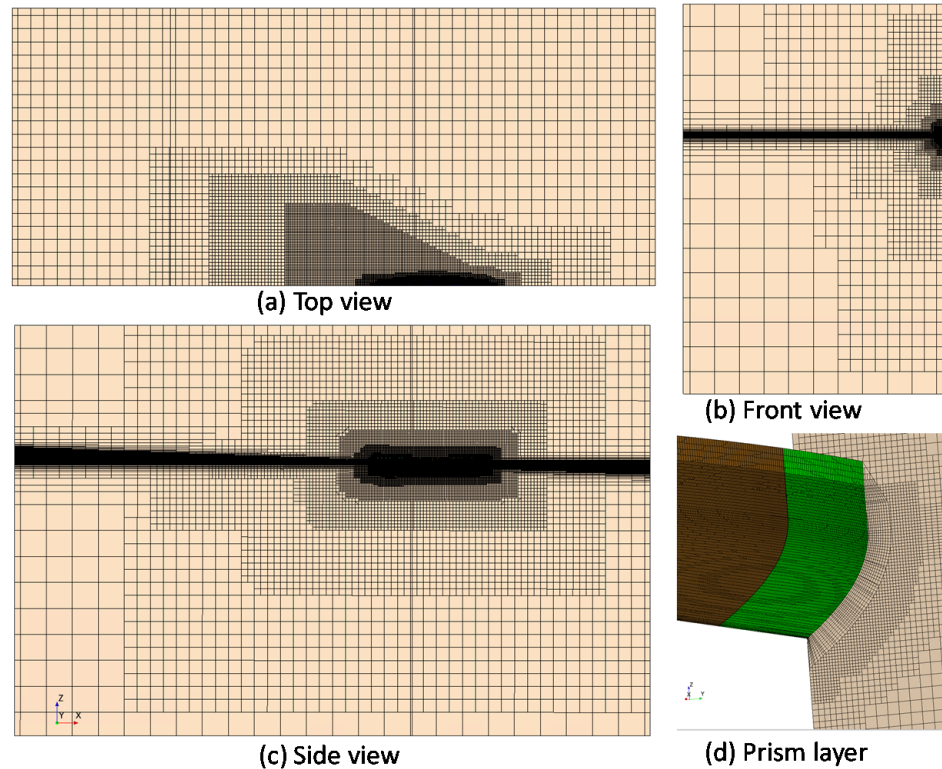 (a) Top view
(b) Front view
Z
Y X
(c) Side view
Z
X Y
(d) Prism layer